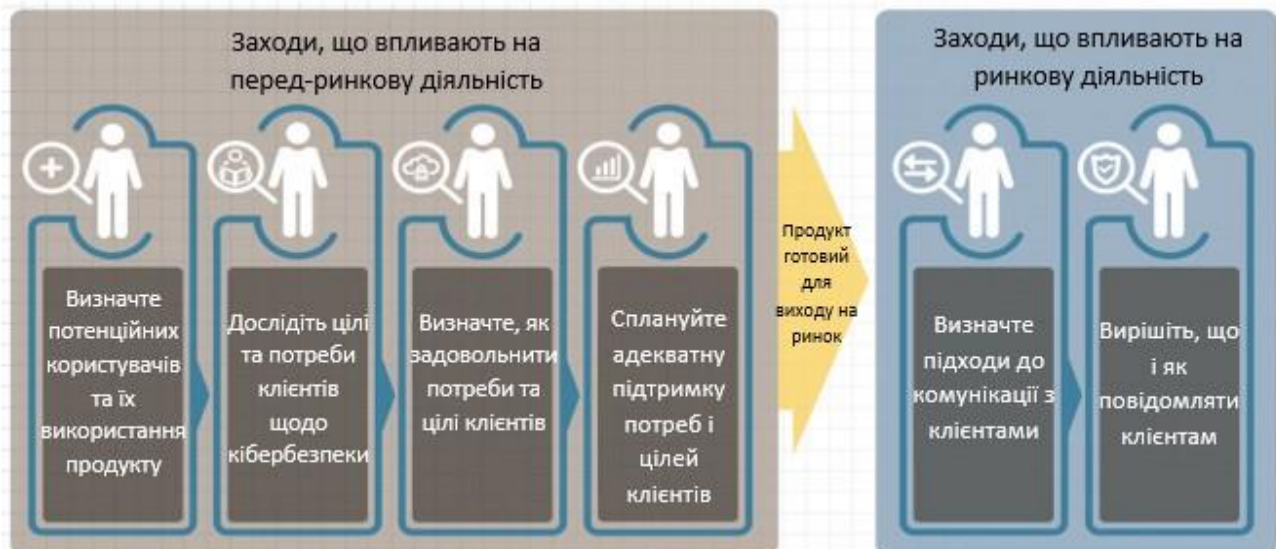 Заходи, що впливають на
перед-ринкову діяльність
Визначте
потенційних
користувачів
та їх
використання
продукту
Дослідіть цілі
та потреби
клієнтів
щодо
кібербезпеки
Визначте, як
задовольнити
потреби та
цілі клієнтів
Сплануйте
адекватну
підтримку
потреб і
цілей
клієнтів
Продукт
готовий
для
виходу на
ринок
Заходи, що впливають на
ринкову діяльність
Визначте
підходи до
комунікації з
клієнтами
Вирішіть, що
і як
повідомляти
клієнтам